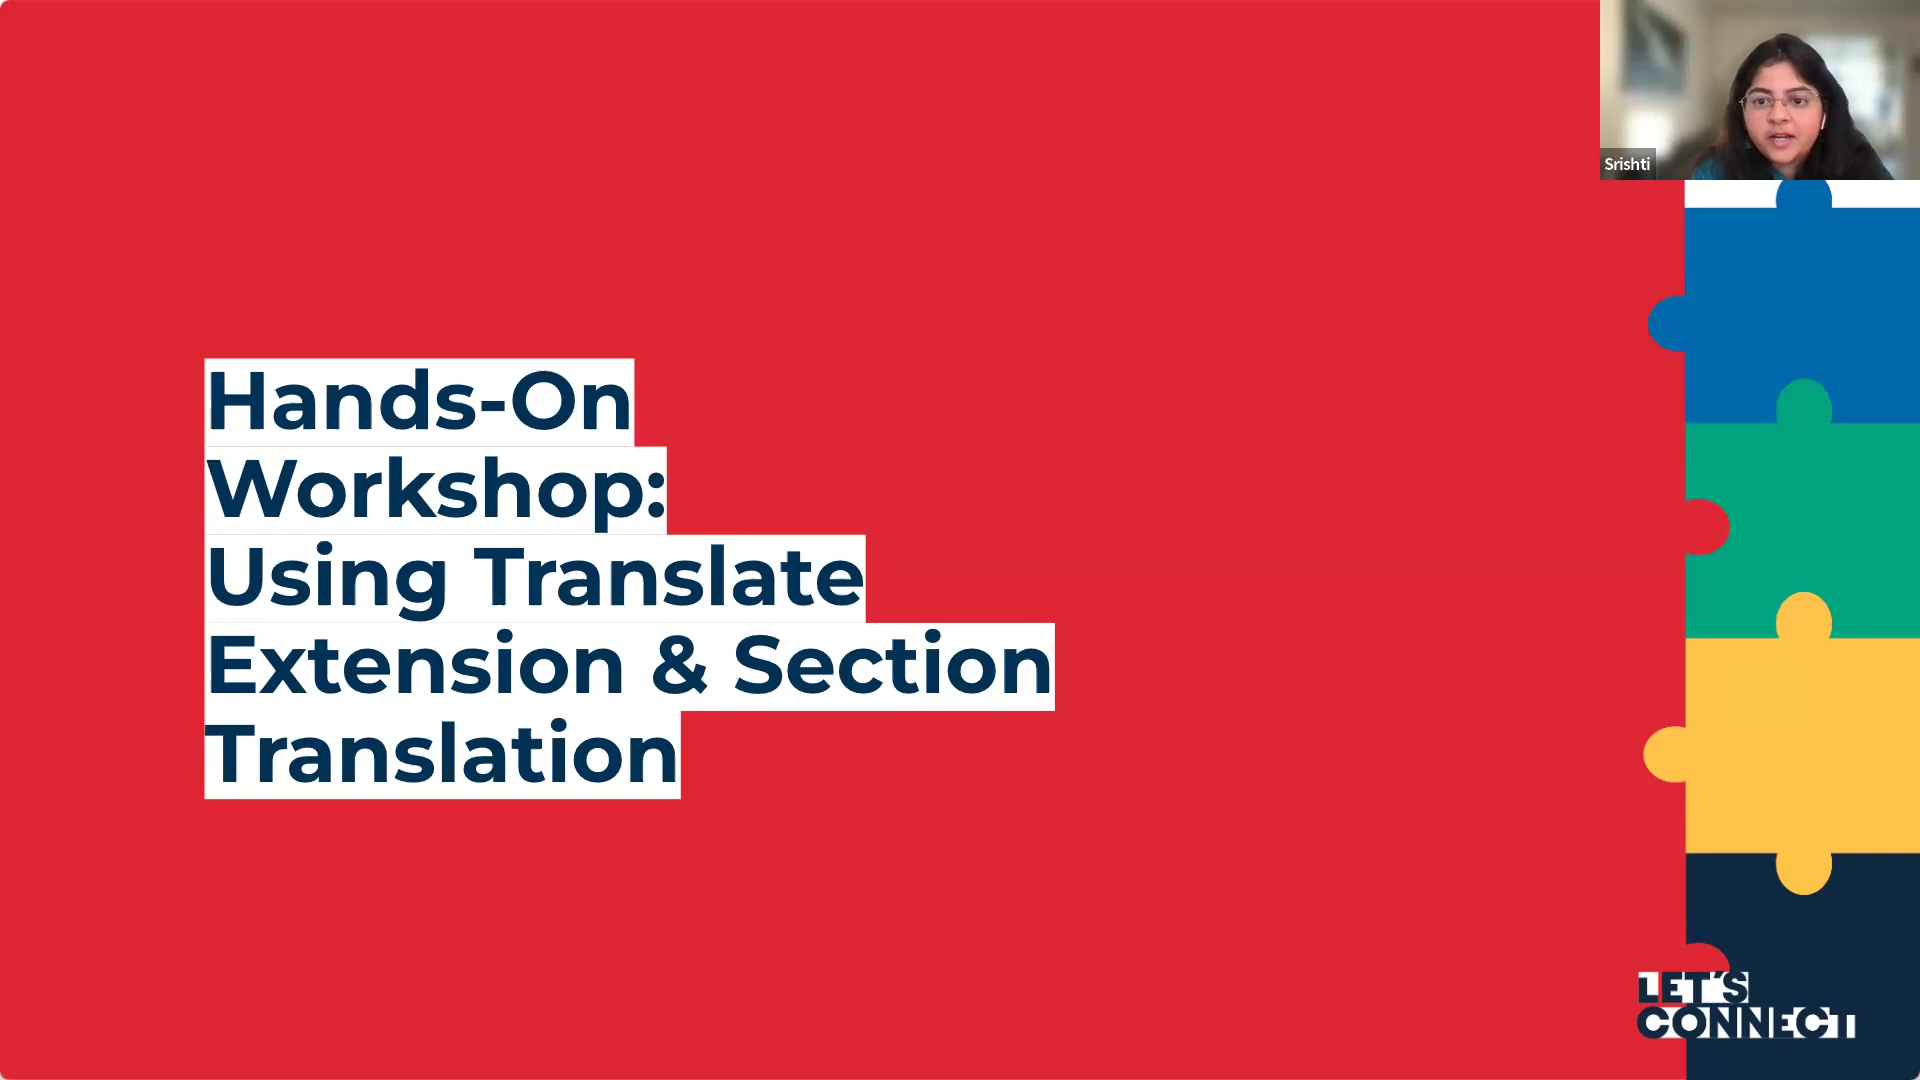 Srishti
Hands-On
Workshop:
Using Translate
Extension & Section
Translation
LET'S
CONNECT